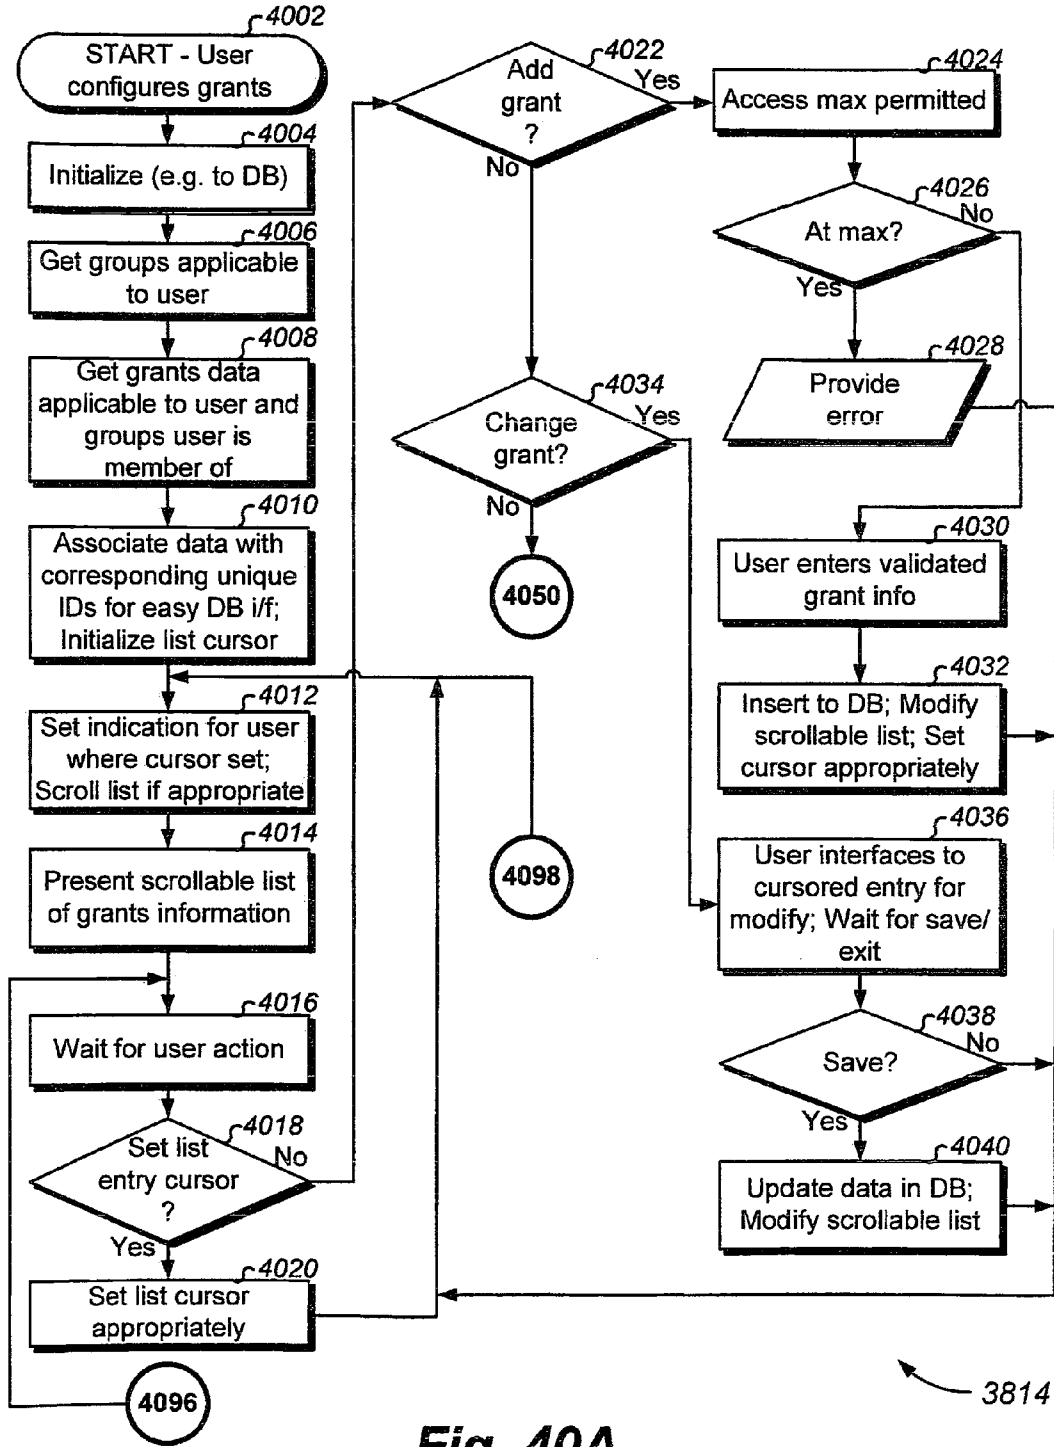 4002
START - User
configures grants
4004
Initialize (e.g. to DB)
4006
Get groups applicable
to user
4008
Get grants data
applicable to user and
groups user is
member of
4010
Associate data with
corresponding unique
IDs for easy DB i/f;
Initialize list cursor
4012
Set indication for user
where cursor set;
Scroll list if appropriate
4014
Present scrollable list
of grants information
4016
Wait for user action
4018
Set list
entry cursor
?
No
Yes
4020
Set list cursor
appropriately
4096
4022
Add
grant
?
Yes
No
4034
Change
grant?
Yes
No
4050
4098
4024
Access max permitted
4026
At max?
No
Yes
4028
Provide
error
4030
User enters validated
grant info
4032
Insert to DB; Modify
scrollable list; Set
cursor appropriately
4036
User interfaces to
cursored entry for
modify; Wait for save/
exit
4038
Save?
No
Yes
4040
Update data in DB;
Modify scrollable list
3814
Fig. 40A